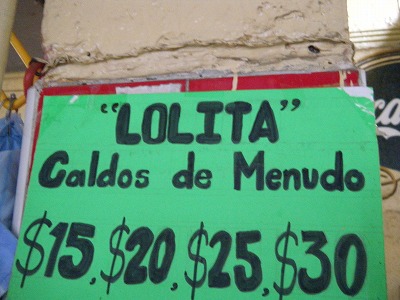 "LOLITA"
Caldos de Menudo
$15, $20, $25, $30